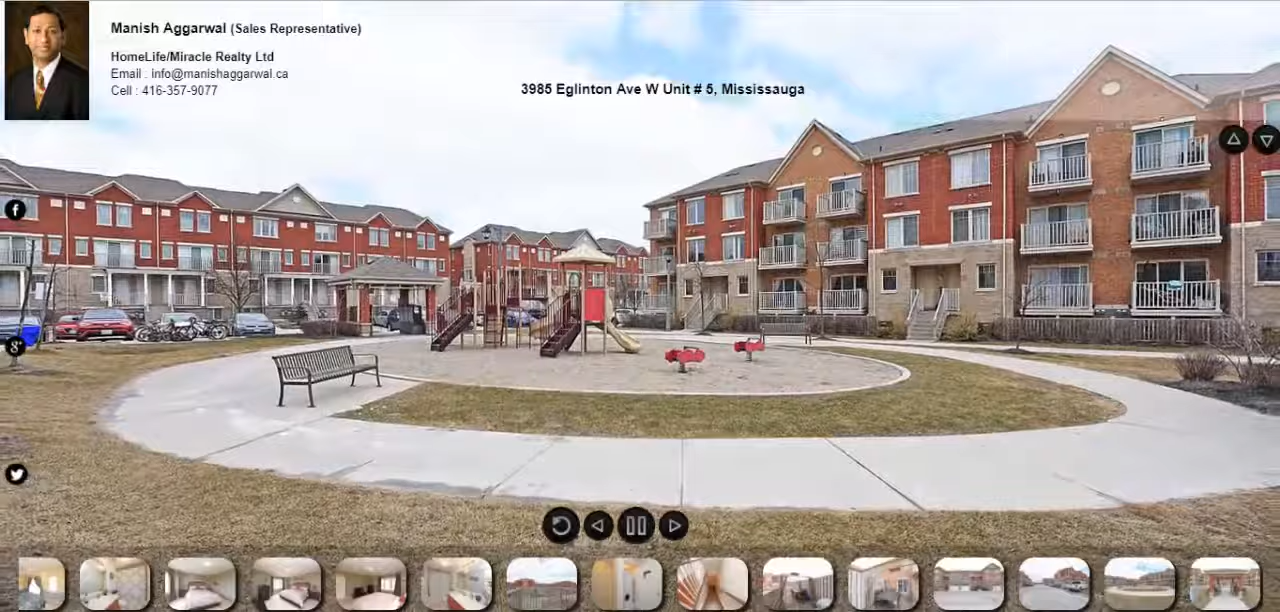 Manish Aggarwal (Sales Representative)
HomeLife/Miracle Realty Ltd
Email : info@manishaggarwal.ca
Cell : 416-357-9077
3985 Eglinton Ave W Unit # 5, Mississauga